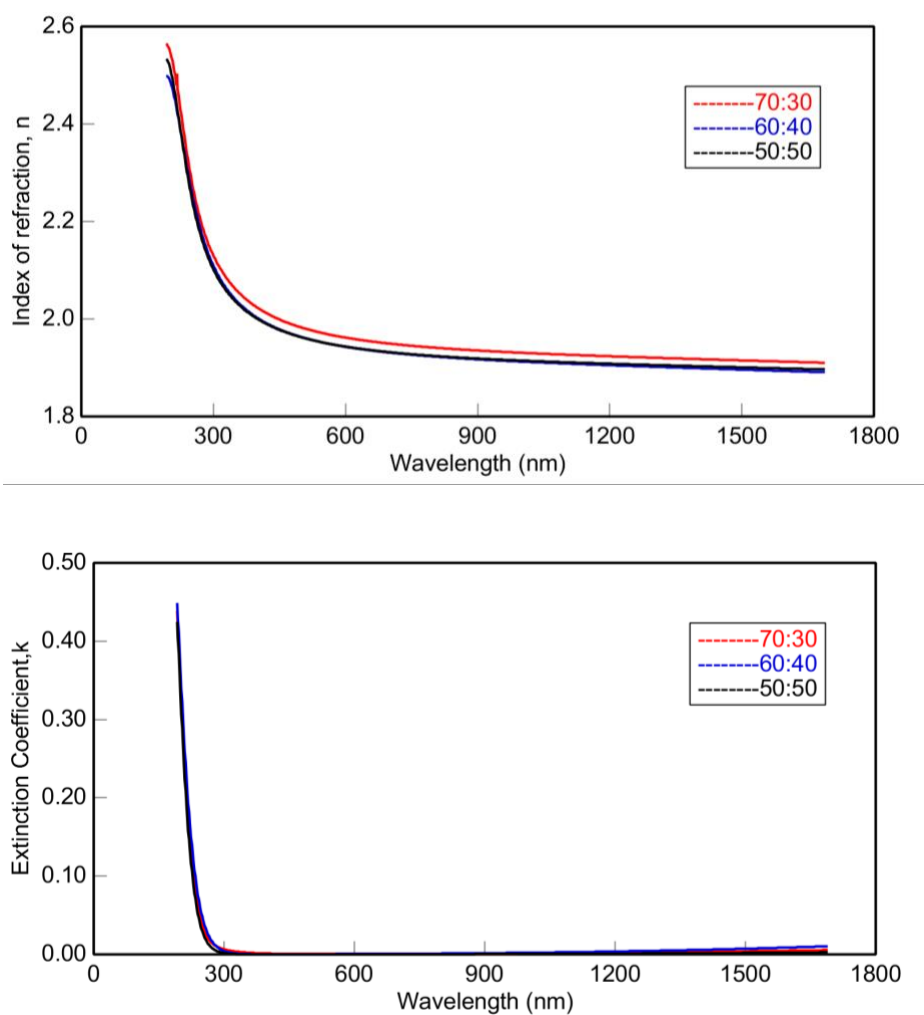 2.6
2.4
2.2
2.0
1.8
Index of refraction, n
70:30
60:40
50:50
0 300 600 900 1200 1500 1800
Wavelength (nm)
0.50
0.40
0.30
0.20
0.10
0.00
Extinction Coefficient,k
70:30
60:40
50:50
0 300 600 900 1200 1500 1800
Wavelength (nm)